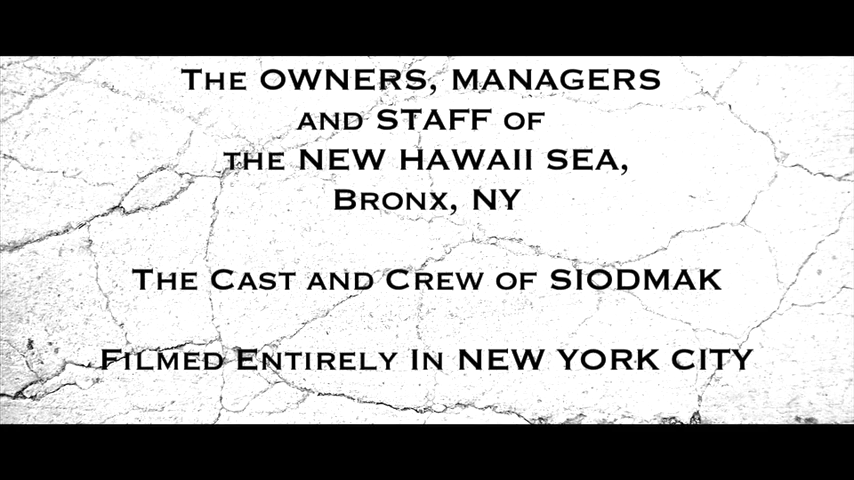 The OWNERS, MANAGERS
and STAFF of
the NEW HAWAII SEA,
Bronx, NY
The Cast and Crew of SIODMAK
Filmed Entirely In NEW YORK CITY